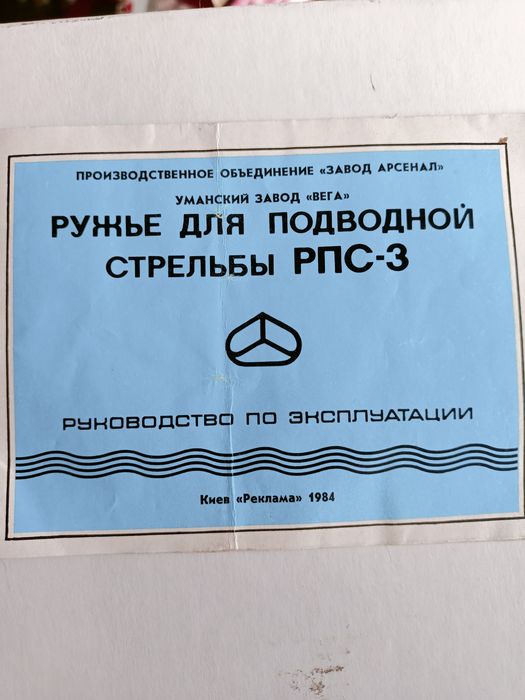 ПРОИЗВОДСТВЕННОЕ ОБЪЕДИНЕНИЕ «ЗАВОД АРСЕНАЛ»
УМАНСКИЙ ЗАВОД «ВЕГА»
РУЖЬЕ ДЛЯ ПОДВОДНОЙ
СТРЕЛЬБЫ РПС-3
РУКОВОДСТВО ПО ЭКСПЛУАТАЦИИ
Киев «Реклама» 1984